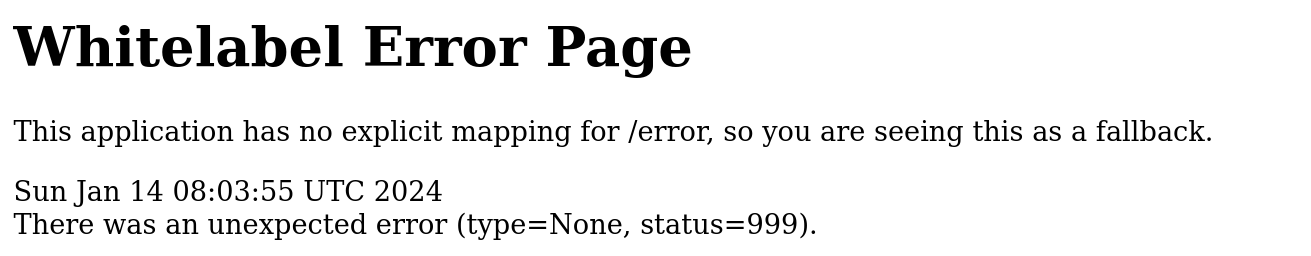 Whitelabel Error Page
This application has no explicit mapping for /error, so you are seeing this as a fallback.
Sun Jan 14 08:03:55 UTC 2024
There was an unexpected error (type=None, status=999).